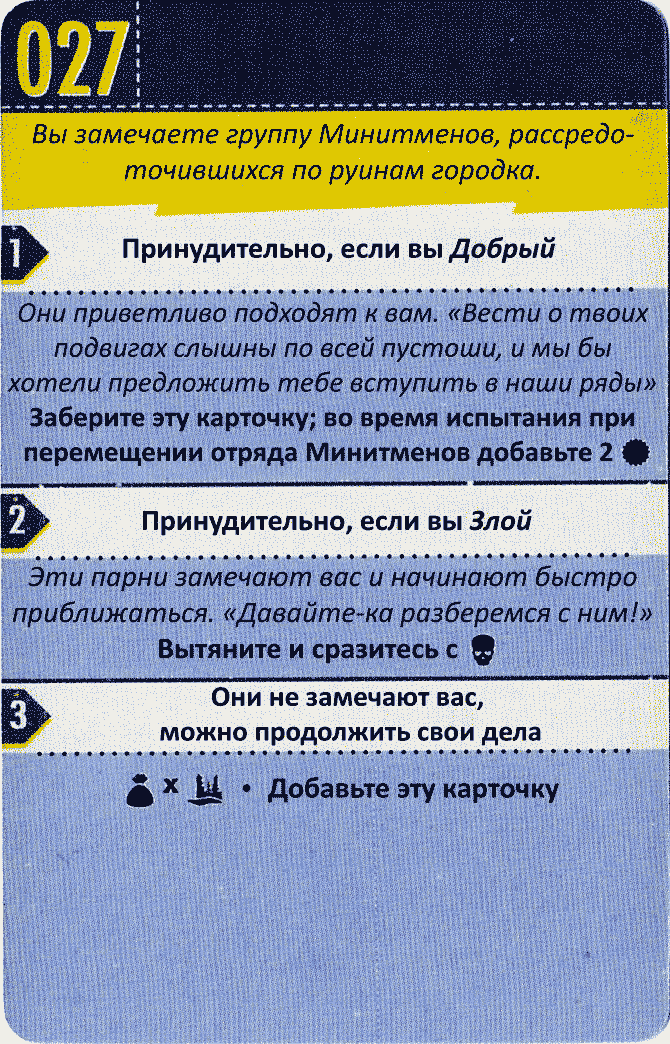 027
Вы замечаете группу Минитменов, рассредо-
точившихся по руинам городка.
1
Принудительно, если вы Добрый
Они приветливо подходят к вам. «Вести о твоих
подвигах слышны по всей пустоши, и мы бы
хотели предложить тебе вступить в наши ряды»
Заберите эту карточку; во время испытания при
перемещении отряда Минитменов добавьте 2
2
Принудительно, если вы Злой
Эти парни замечают вас и начинают быстро
приближаться. «Давайте-ка разберемся с ним!»
Вытяните и сразитесь с
3
Они не замечают вас,
можно продолжить свои дела
x • Добавьте эту карточку